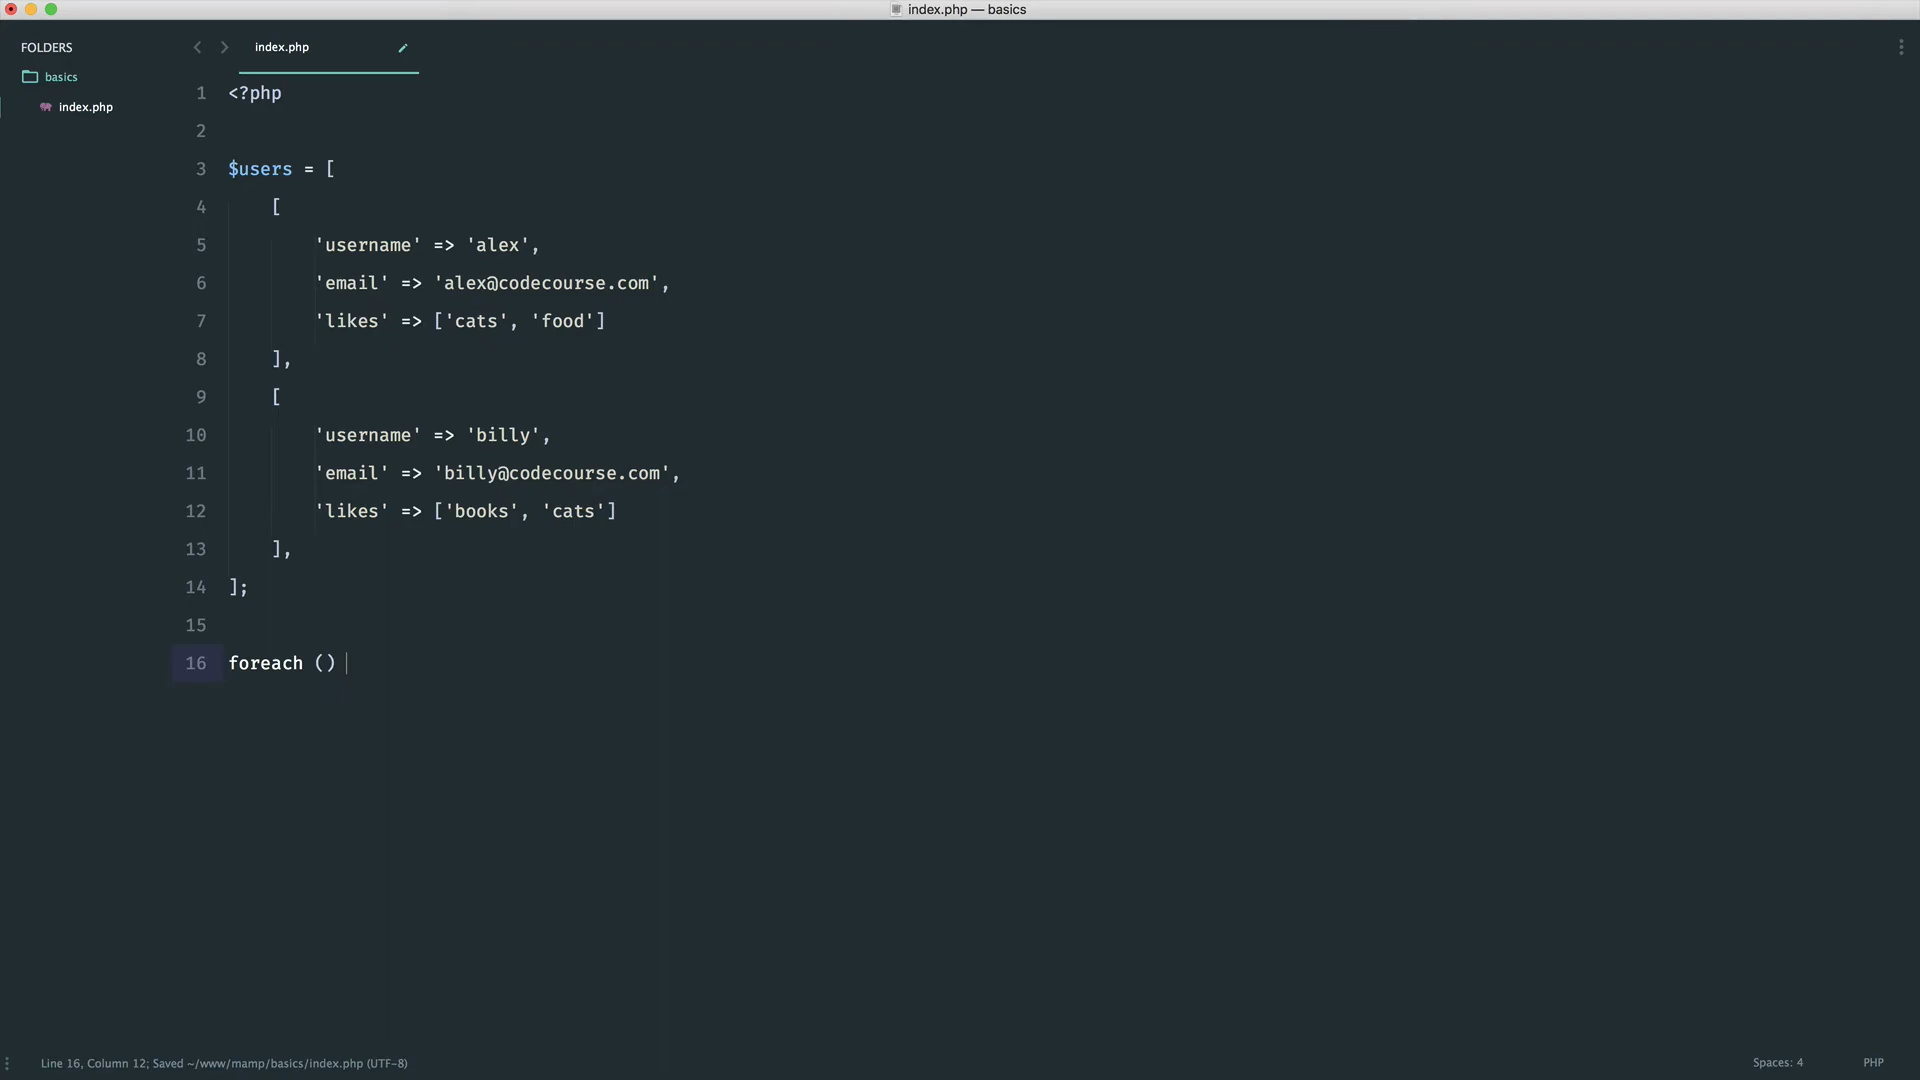 index.php — basics
FOLDERS
basics
index.php
index.php
1 <?php
2
3 $users = [
4 [
5 'username' => 'alex',
6 'email' => 'alex@codecourse.com',
7 'likes' => ['cats', 'food']
8 ],
9 [
10 'username' => 'billy',
11 'email' => 'billy@codecourse.com',
12 'likes' => ['books', 'cats']
13 ],
14 ];
15
16 foreach ()
Line 16, Column 12; Saved ~/www/mamp/basics/index.php (UTF-8)
Spaces: 4
PHP